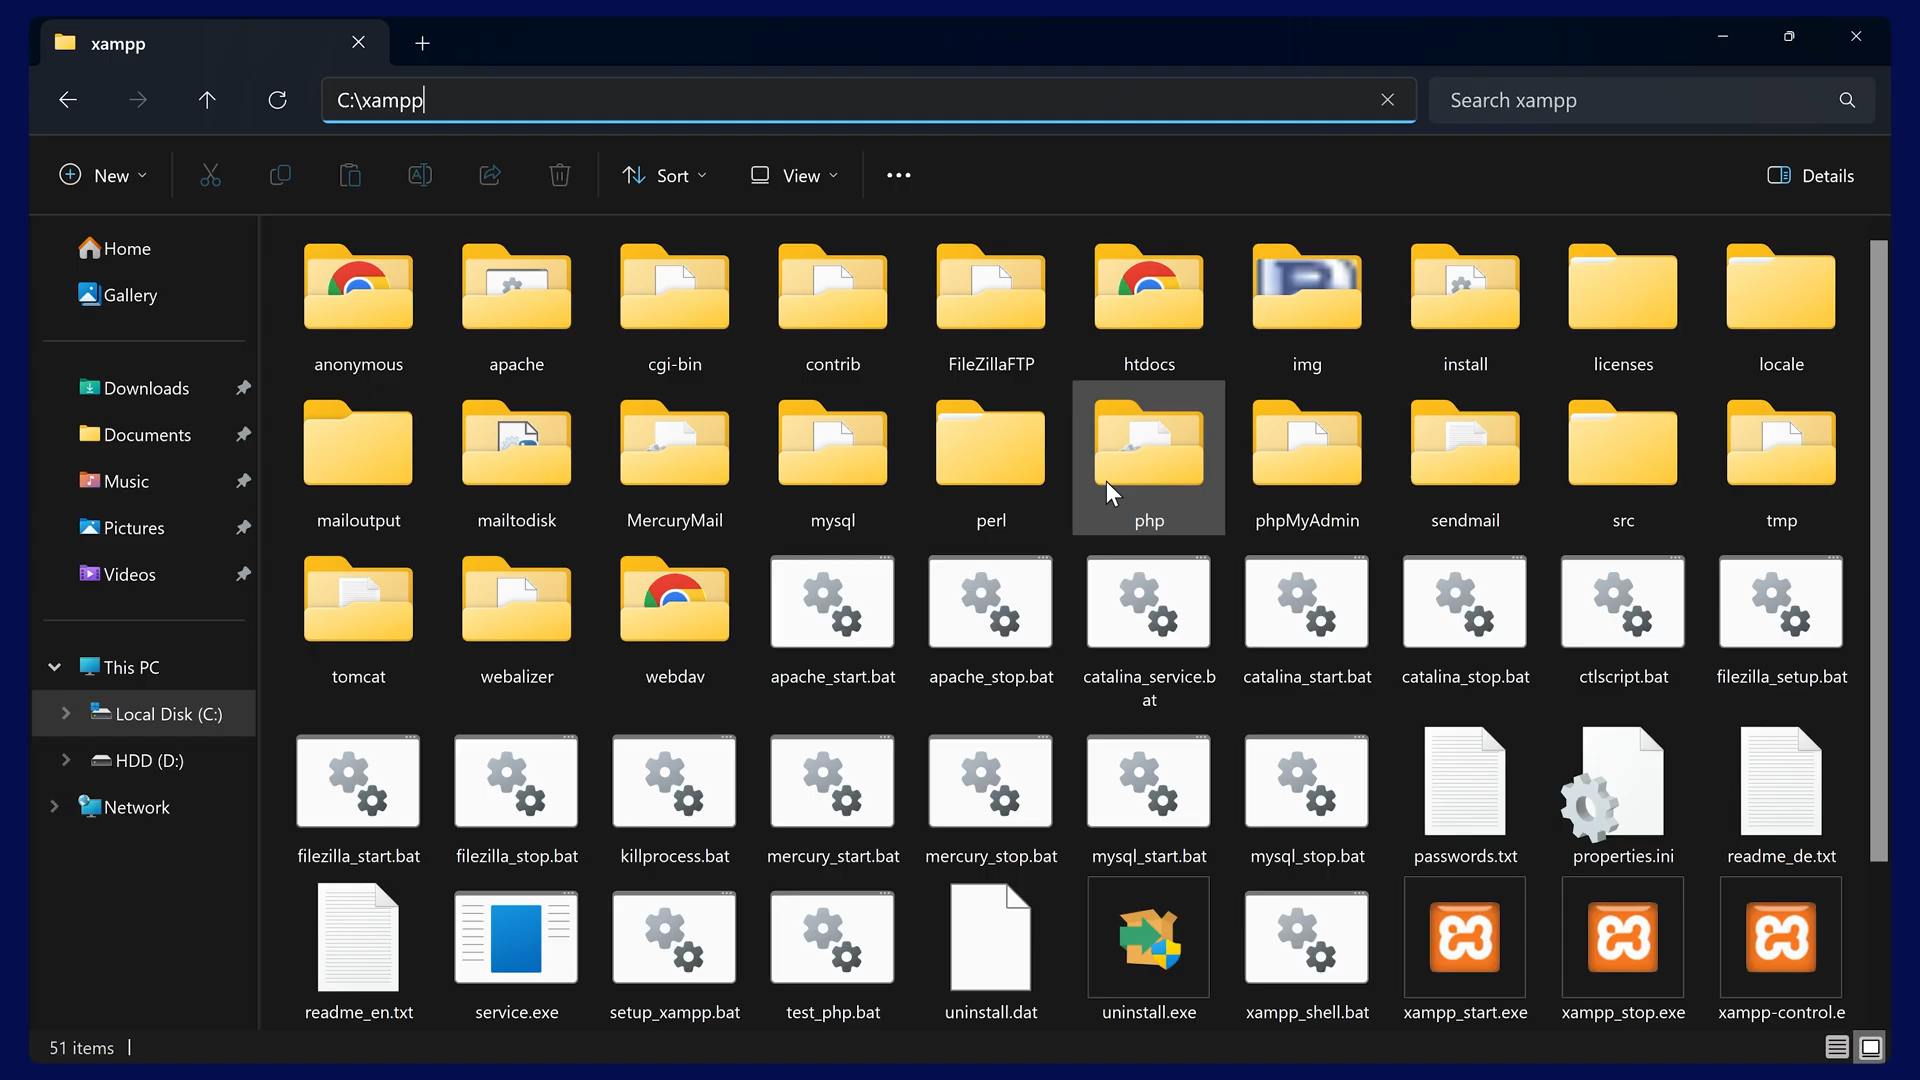 xampp
C:\xampp
Search xampp
New
Sort
View
Details
Home
Gallery
Downloads
Documents
Music
Pictures
Videos
This PC
Local Disk (C:)
HDD (D:)
Network
anonymous apache cgi-bin contrib FileZillaFTP htdocs img install licenses locale
mailoutput mailtodisk MercuryMail mysql perl php phpMyAdmin sendmail src tmp
tomcat webalizer webdav apache_start.bat apache_stop.bat catalina_service.b catalina_start.bat catalina_stop.bat ctlscript.bat filezilla_setup.bat
at
filezilla_start.bat filezilla_stop.bat killprocess.bat mercury_start.bat mercury_stop.bat mysql_start.bat mysql_stop.bat passwords.txt properties.ini readme_de.txt
readme_en.txt service.exe setup_xampp.bat test_php.bat uninstall.dat uninstall.exe xampp_shell.bat xampp_start.exe xampp_stop.exe xampp-control.e
51 items